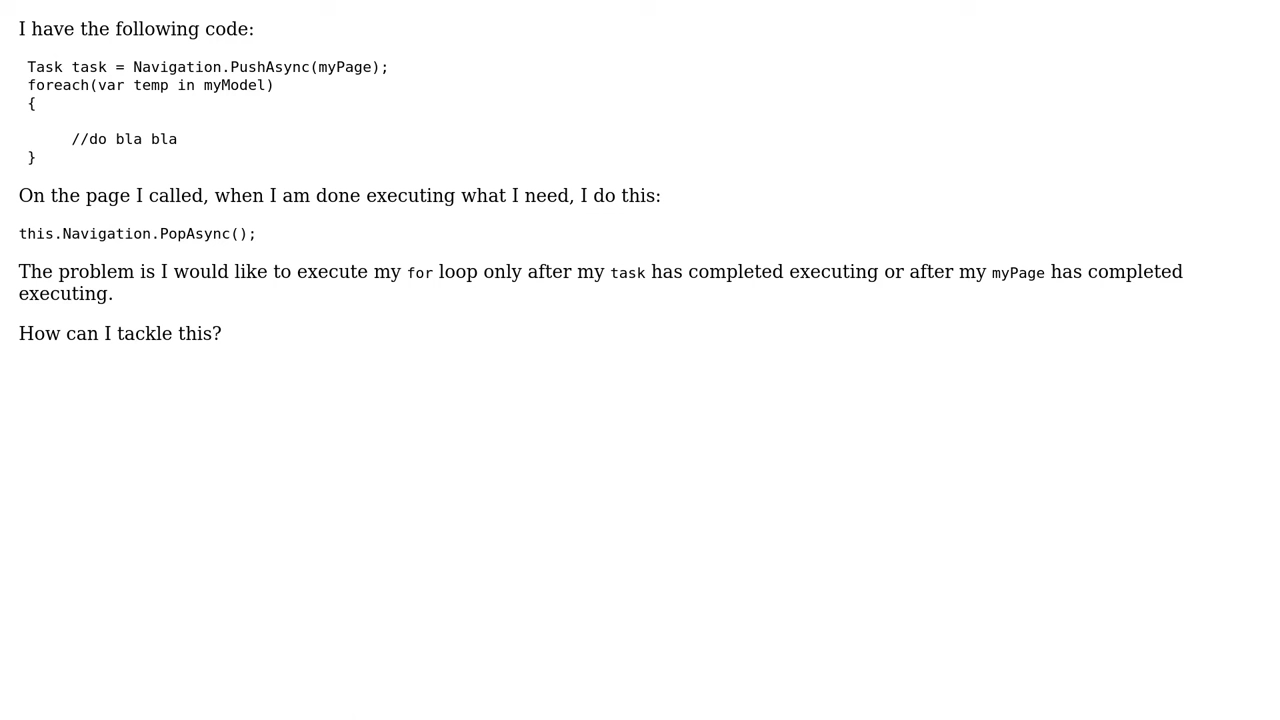 I have the following code:
Task task = Navigation.PushAsync(myPage);
foreach(var temp in myModel)
{
//do bla bla
}
On the page I called, when I am done executing what I need, I do this:
this.Navigation.PopAsync();
The problem is I would like to execute my for loop only after my task has completed executing or after my myPage has completed
executing.
How can I tackle this?